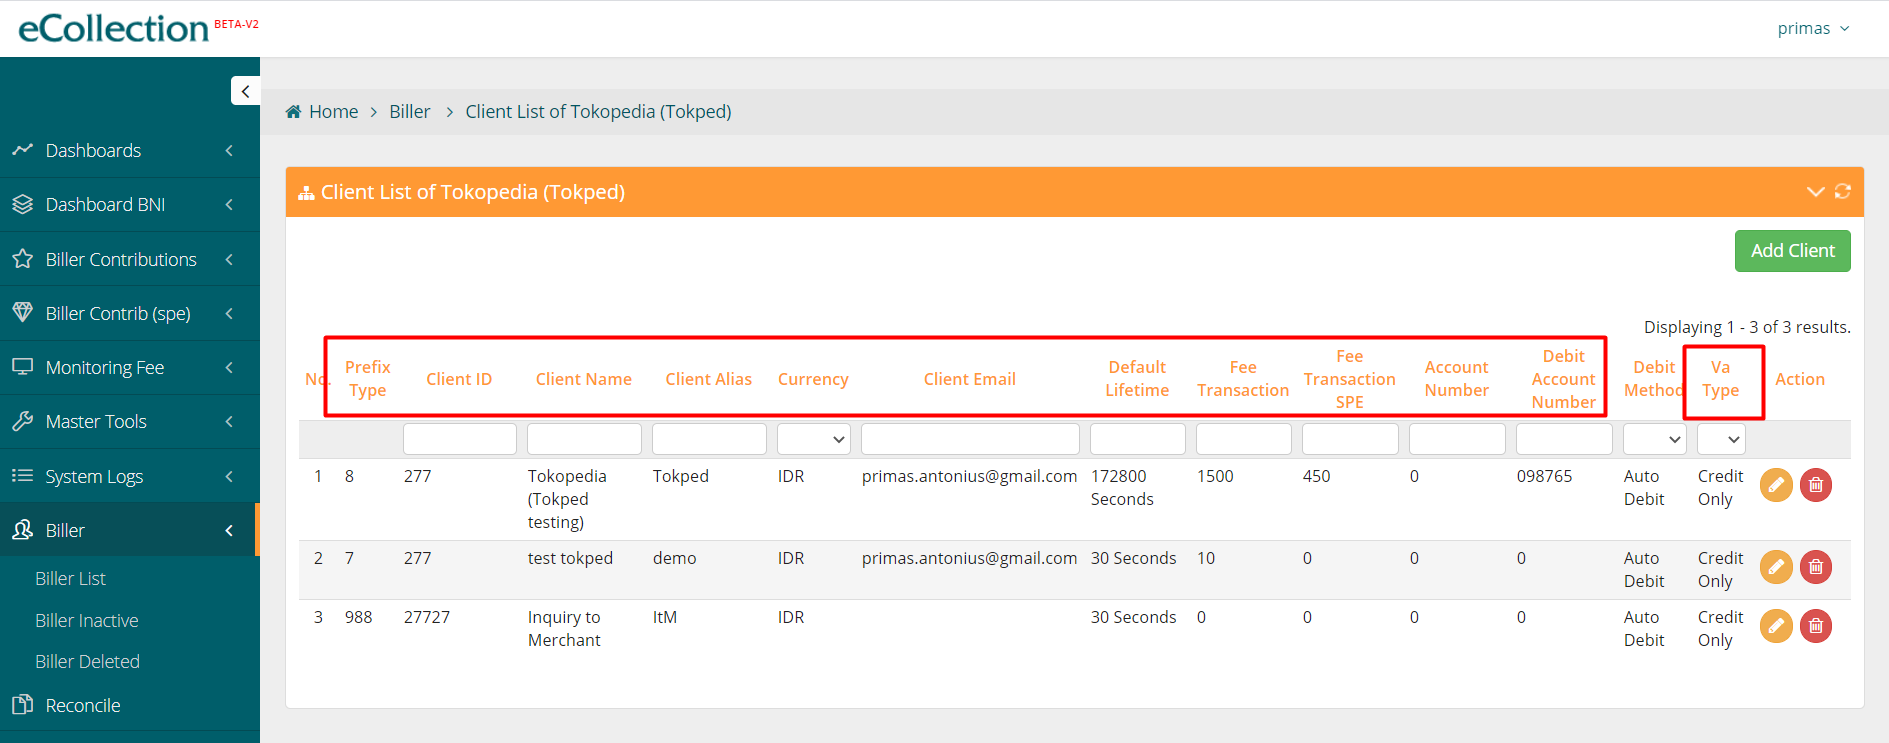 eCollection BETA-V2
primas
Home > Biller > Client List of Tokopedia (Tokped)
Dashboards
Dashboard BNI
Biller Contributions
Biller Contrib (spe)
Monitoring Fee
Master Tools
System Logs
Biller
Biller List
Biller Inactive
Biller Deleted
Reconcile
Client List of Tokopedia (Tokped)
Add Client
Displaying 1 - 3 of 3 results.
No. Prefix Type Client ID Client Name Client Alias Currency Client Email Default Lifetime Fee Transaction Fee Transaction SPE Account Number Debit Account Number Debit Method Va Type Action
1 8 277 Tokopedia (Tokped testing) Tokped IDR primas.antonius@gmail.com 172800 Seconds 1500 450 0 098765 Auto Debit Credit Only
2 7 277 test tokped demo IDR primas.antonius@gmail.com 30 Seconds 10 0 0 0 Auto Debit Credit Only
3 988 27727 Inquiry to Merchant ItM IDR 30 Seconds 0 0 0 0 Auto Debit Credit Only